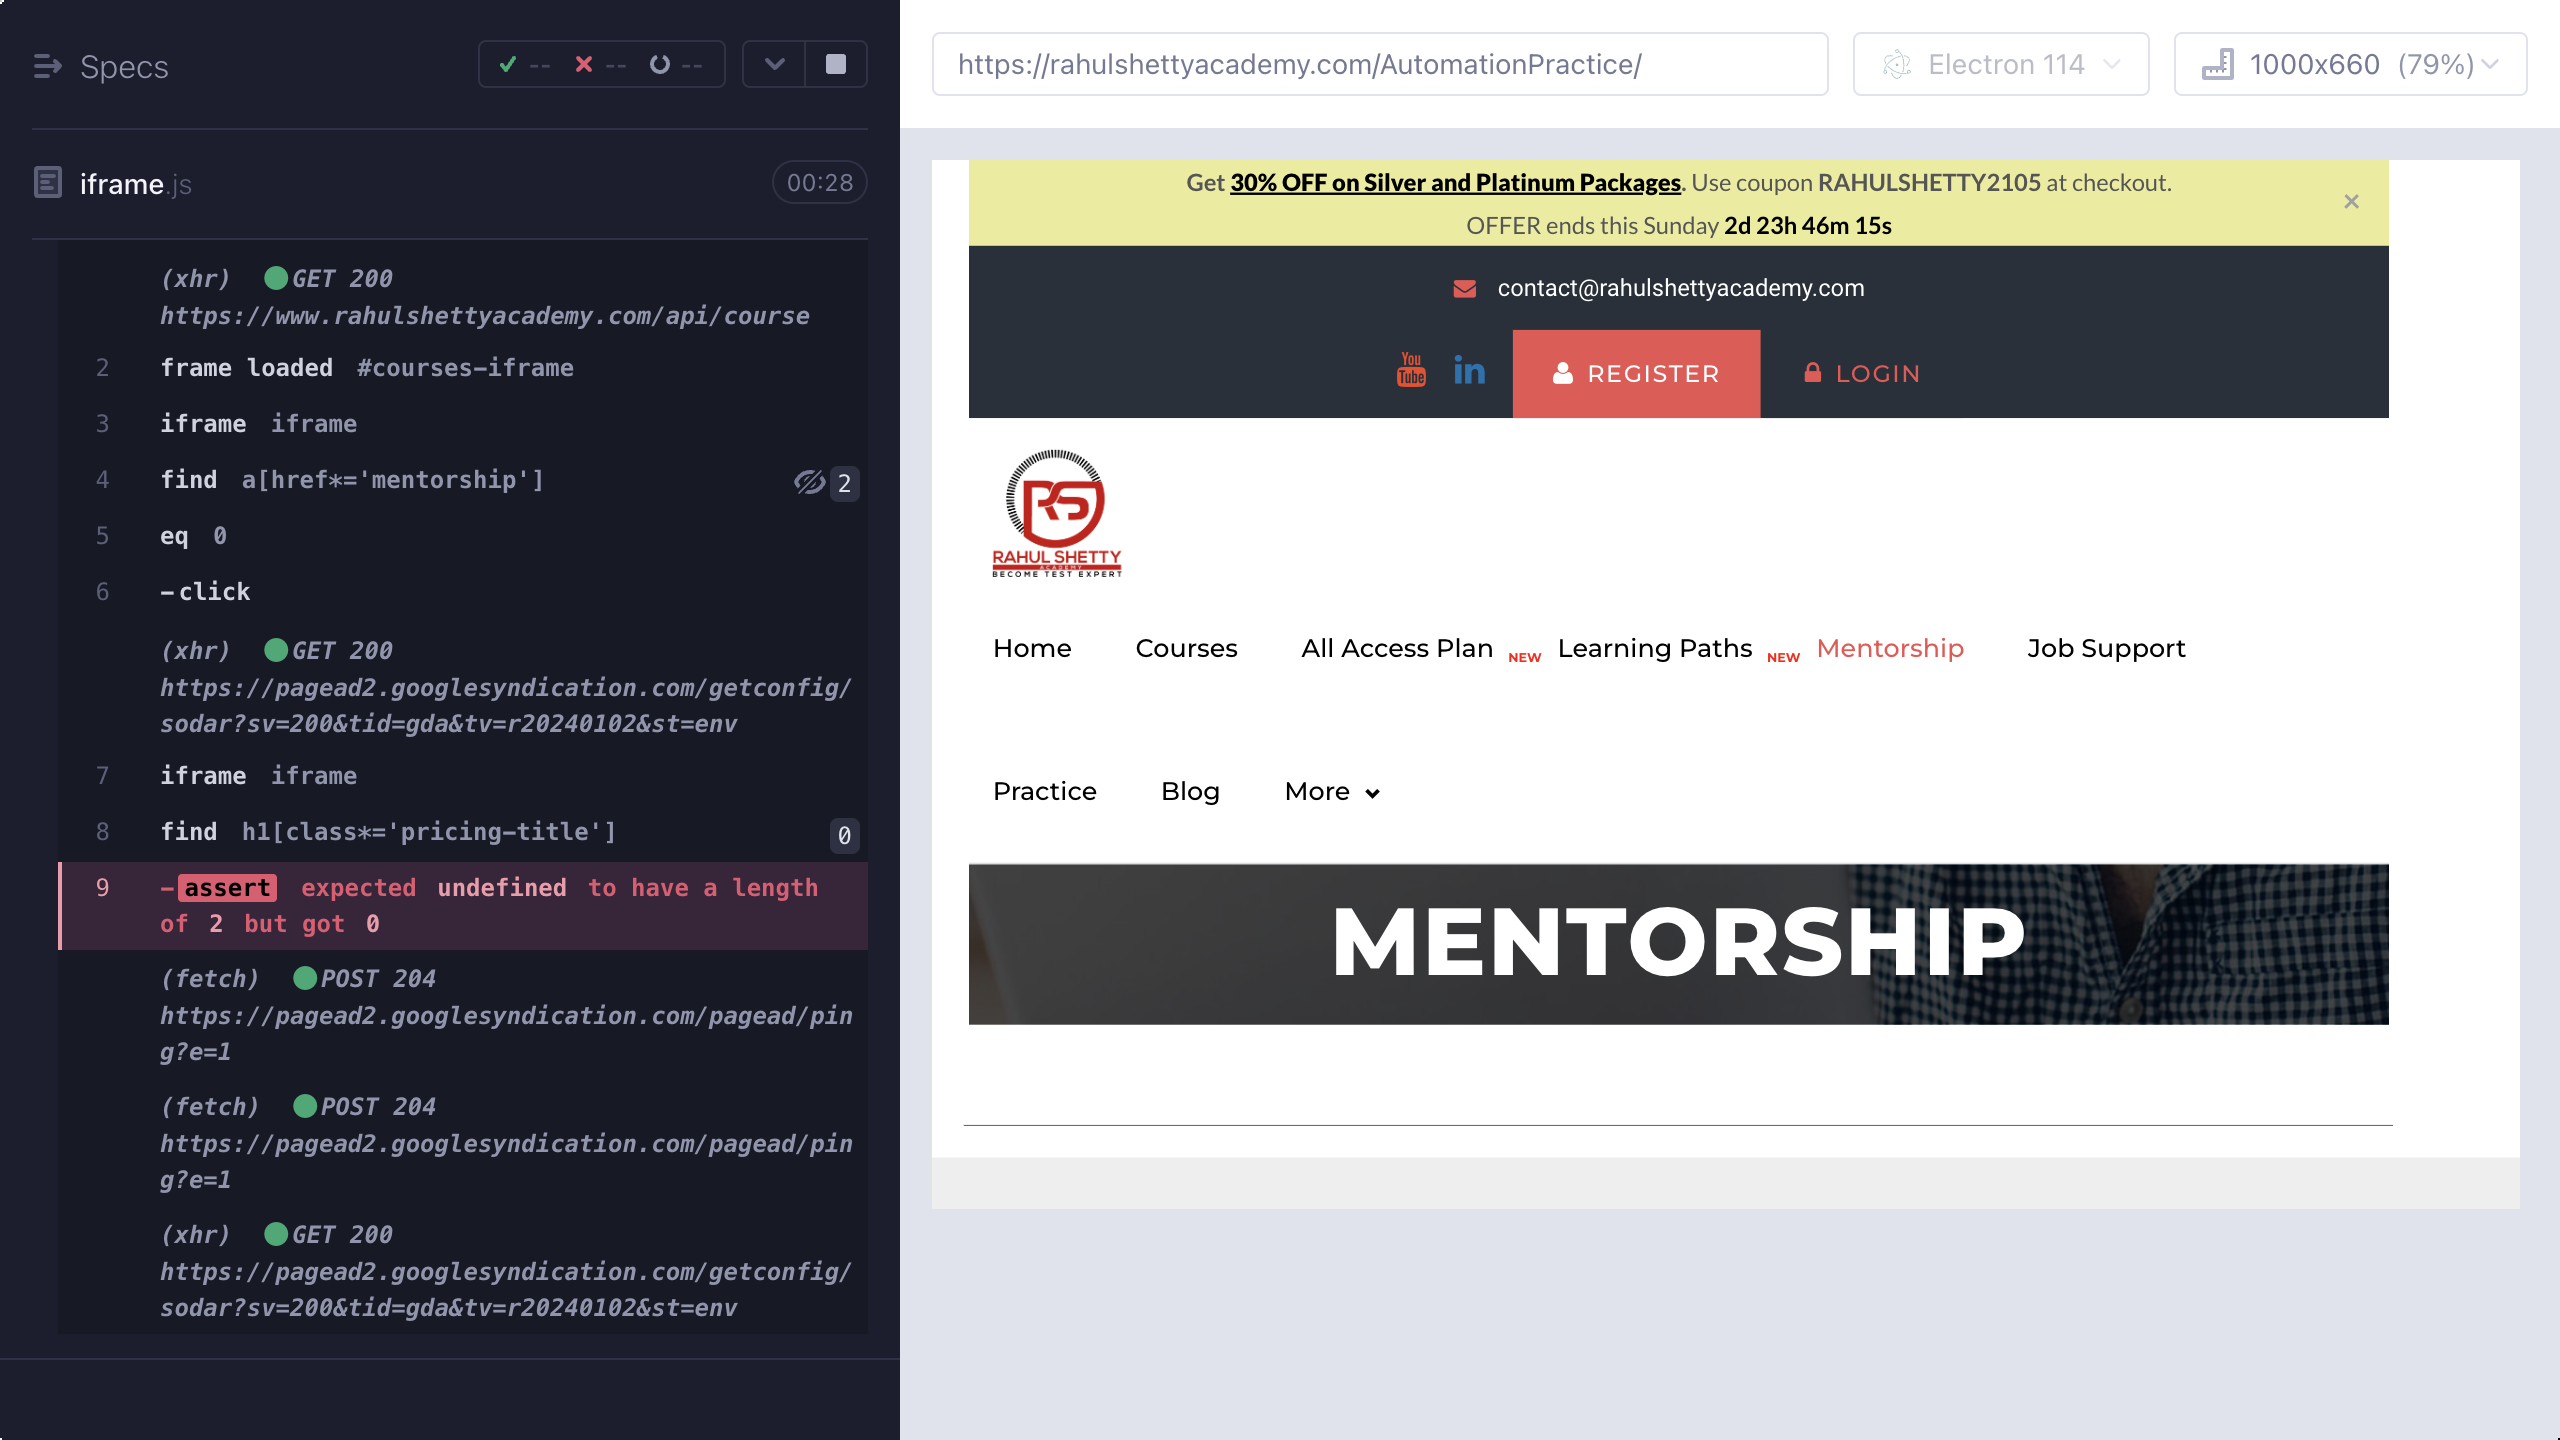 Specs
-- -- --
iframe.js
00:28
(xhr) GET 200
https://www.rahulshettyacademy.com/api/course
2 frame loaded #courses-iframe
3 iframe iframe
4 find a[href*='mentorship'] 2
5 eq 0
6 -click
(xhr) GET 200
https://pagead2.googlesyndication.com/getconfig/
sodar?sv=200&tid=gda&tv=r20240102&st=env
7 iframe iframe
8 find h1[class*='pricing-title'] 0
9 -assert expected undefined to have a length
of 2 but got 0
(fetch) POST 204
https://pagead2.googlesyndication.com/pagead/pin
g?e=1
(fetch) POST 204
https://pagead2.googlesyndication.com/pagead/pin
g?e=1
(xhr) GET 200
https://pagead2.googlesyndication.com/getconfig/
sodar?sv=200&tid=gda&tv=r20240102&st=env
https://rahulshettyacademy.com/AutomationPractice/
Electron 114
1000x660 (79%)
Get 30% OFF on Silver and Platinum Packages. Use coupon RAHULSHETTY2105 at checkout.
OFFER ends this Sunday 2d 23h 46m 15s
×
contact@rahulshettyacademy.com
You
Tube
in
REGISTER
LOGIN
RS
RAHUL SHETTY
ACADEMY
BECOME TEST EXPERT
Home Courses All Access Plan NEW Learning Paths NEW Mentorship Job Support
Practice Blog More
MENTORSHIP